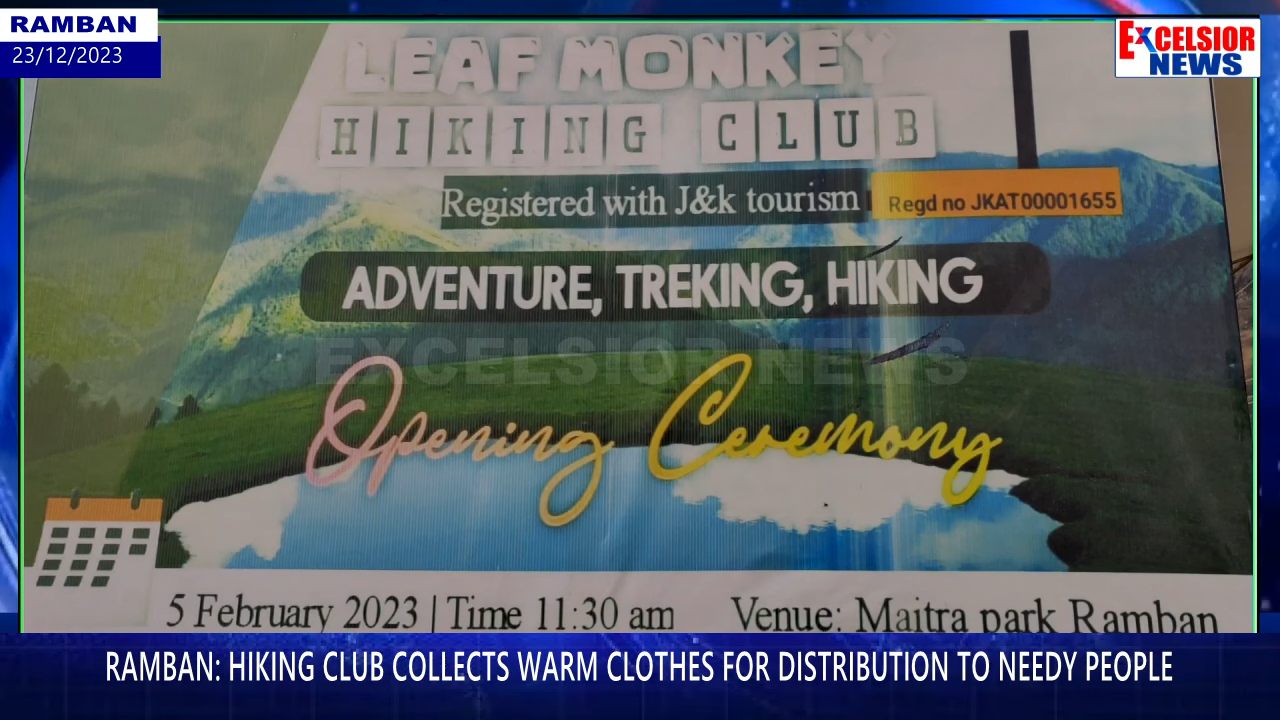 RAMBAN
23/12/2023
EXCELSIOR
NEWS
LEAF MONKEY
HIKING CLUB
Registered with J&k tourism
Regd no JKAT00001655
ADVENTURE, TREKING, HIKING
EXCELSIOR NEWS
Opening Ceremony
5 February 2023 | Time 11:30 am
Venue: Maitra park Ramban
RAMBAN: HIKING CLUB COLLECTS WARM CLOTHES FOR DISTRIBUTION TO NEEDY PEOPLE